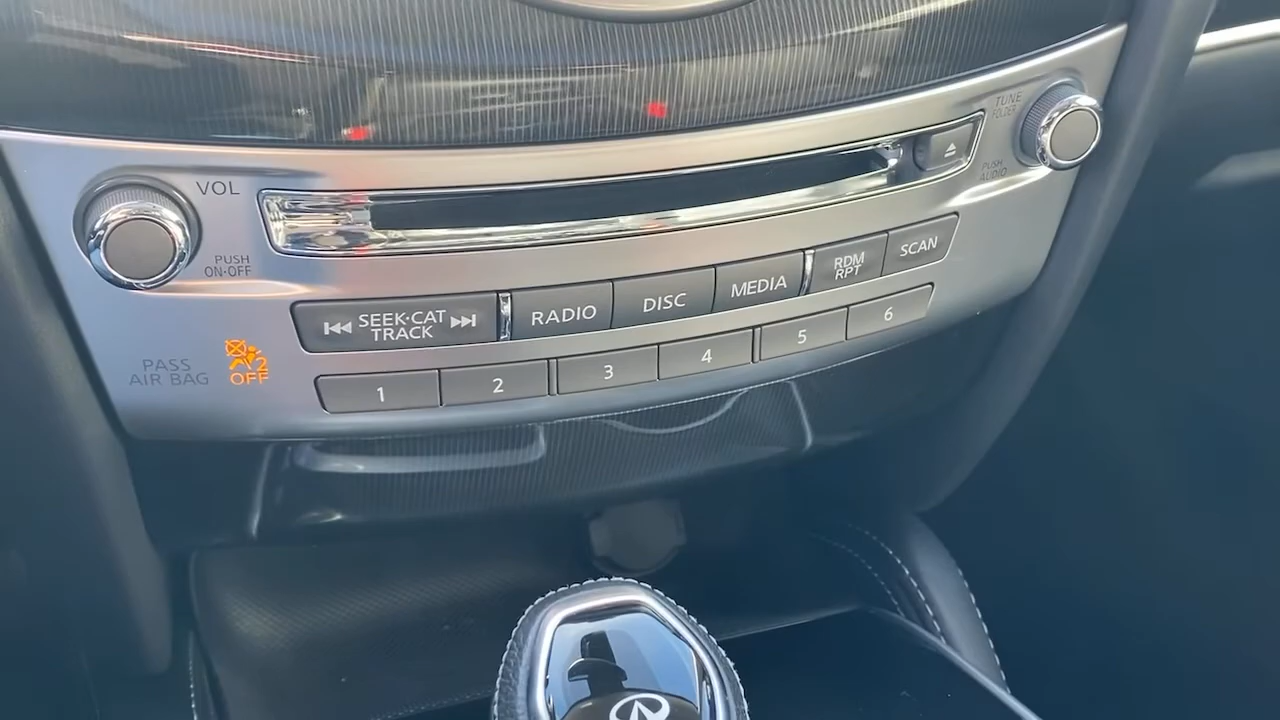 VOL
PUSH
ON·OFF
TUNE
FOLDER
PUSH
AUDIO
SEEK·CAT
TRACK
RADIO
DISC
MEDIA
RDM
RPT
SCAN
1
2
3
4
5
6
PASS
AIR BAG
2
OFF